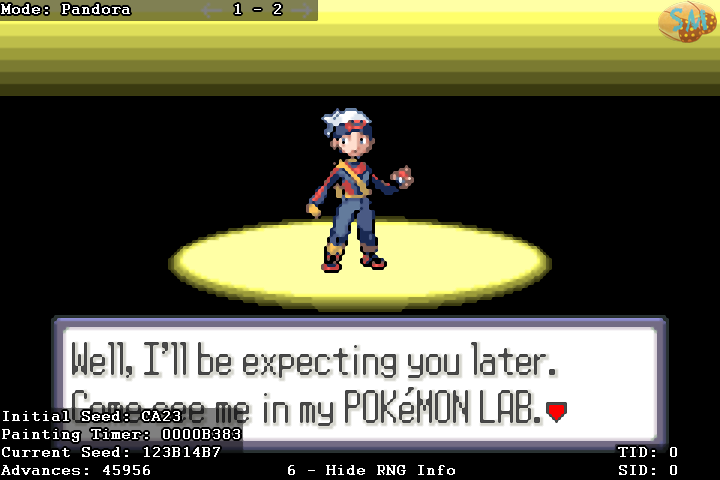 Mode: Pandora ← 1 - 2 →
SM
Well, I'll be expecting you later.
Come see me in my POKéMON LAB.
Initial Seed: CA23
Painting Timer: 0000B383
Current Seed: 123B14B7
TID: 0
Advances: 45956
6 - Hide RNG Info
SID: 0